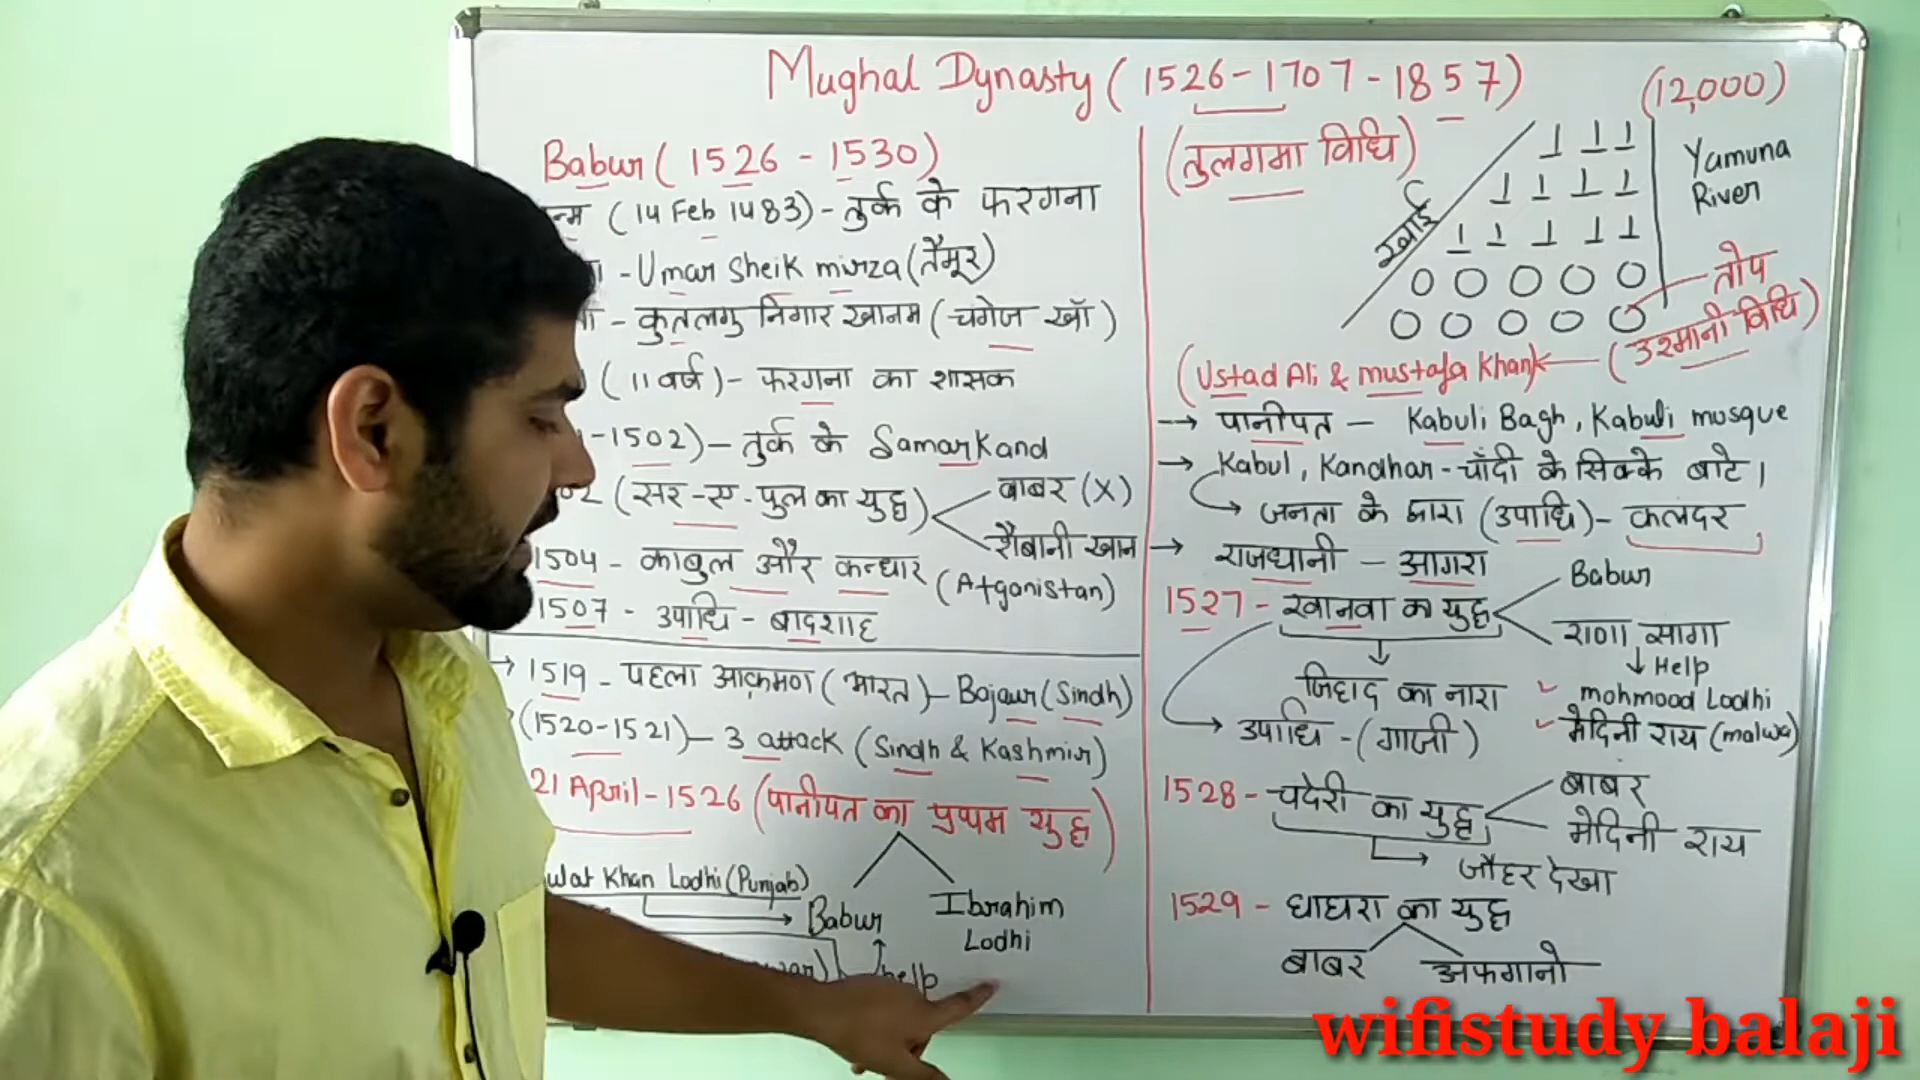 Mughal Dynasty ( 1526 - 1707 - 1857 )
Babur ( 1526 - 1530 )
( 14 Feb 1483 ) - तुर्क के फरगना
- Umar Sheik mirza (तैमूर)
- कुतलगु निगार खानम ( चंगेज खाँ )
( 11 वर्ष ) - फरगना का शासक
-1502) - तुर्क के Samarkand
(सर-ए-पुल का युद्ध)
बाबर (X)
शैबानी खान
1504 - काबुल और कन्धार (Afganistan)
1507 - उपाधि - बादशाह
→ 1519 - पहला आक्रमण ( भारत ) - Bajaur (Sindh)
(1520-1521) - 3 attack (Sindh & Kashmir)
21 April - 1526 (पानीपत का प्रथम युद्ध)
Khan Lodhi (Punjab)
Babur
Ibrahim
Lodhi
help
(तुलगमा विधि)
(12,000)
Yamuna
River
खाई
तोप
(उस्मानी विधि)
(Ustad Ali & mustafa Khan)
→ पानीपत - Kabuli Bagh, Kabuli mosque
→ Kabul, Kandhar - चाँदी के सिक्के बाटे।
→ जनता के द्वारा (उपाधि) - कलंदर
→ राजधानी - आगरा
1527 - खानवा का युद्ध
Babur
राणा सांगा
↓ Help
mohmood Lodhi
मेदिनी राय (malwa)
जिहाद का नारा
उपाधि - (गाजी)
1528 - चदेरी का युद्ध
बाबर
मेदिनी राय
जौहर देखा
1529 - घाघरा का युद्ध
बाबर
अफगानो
wifistudy balaji